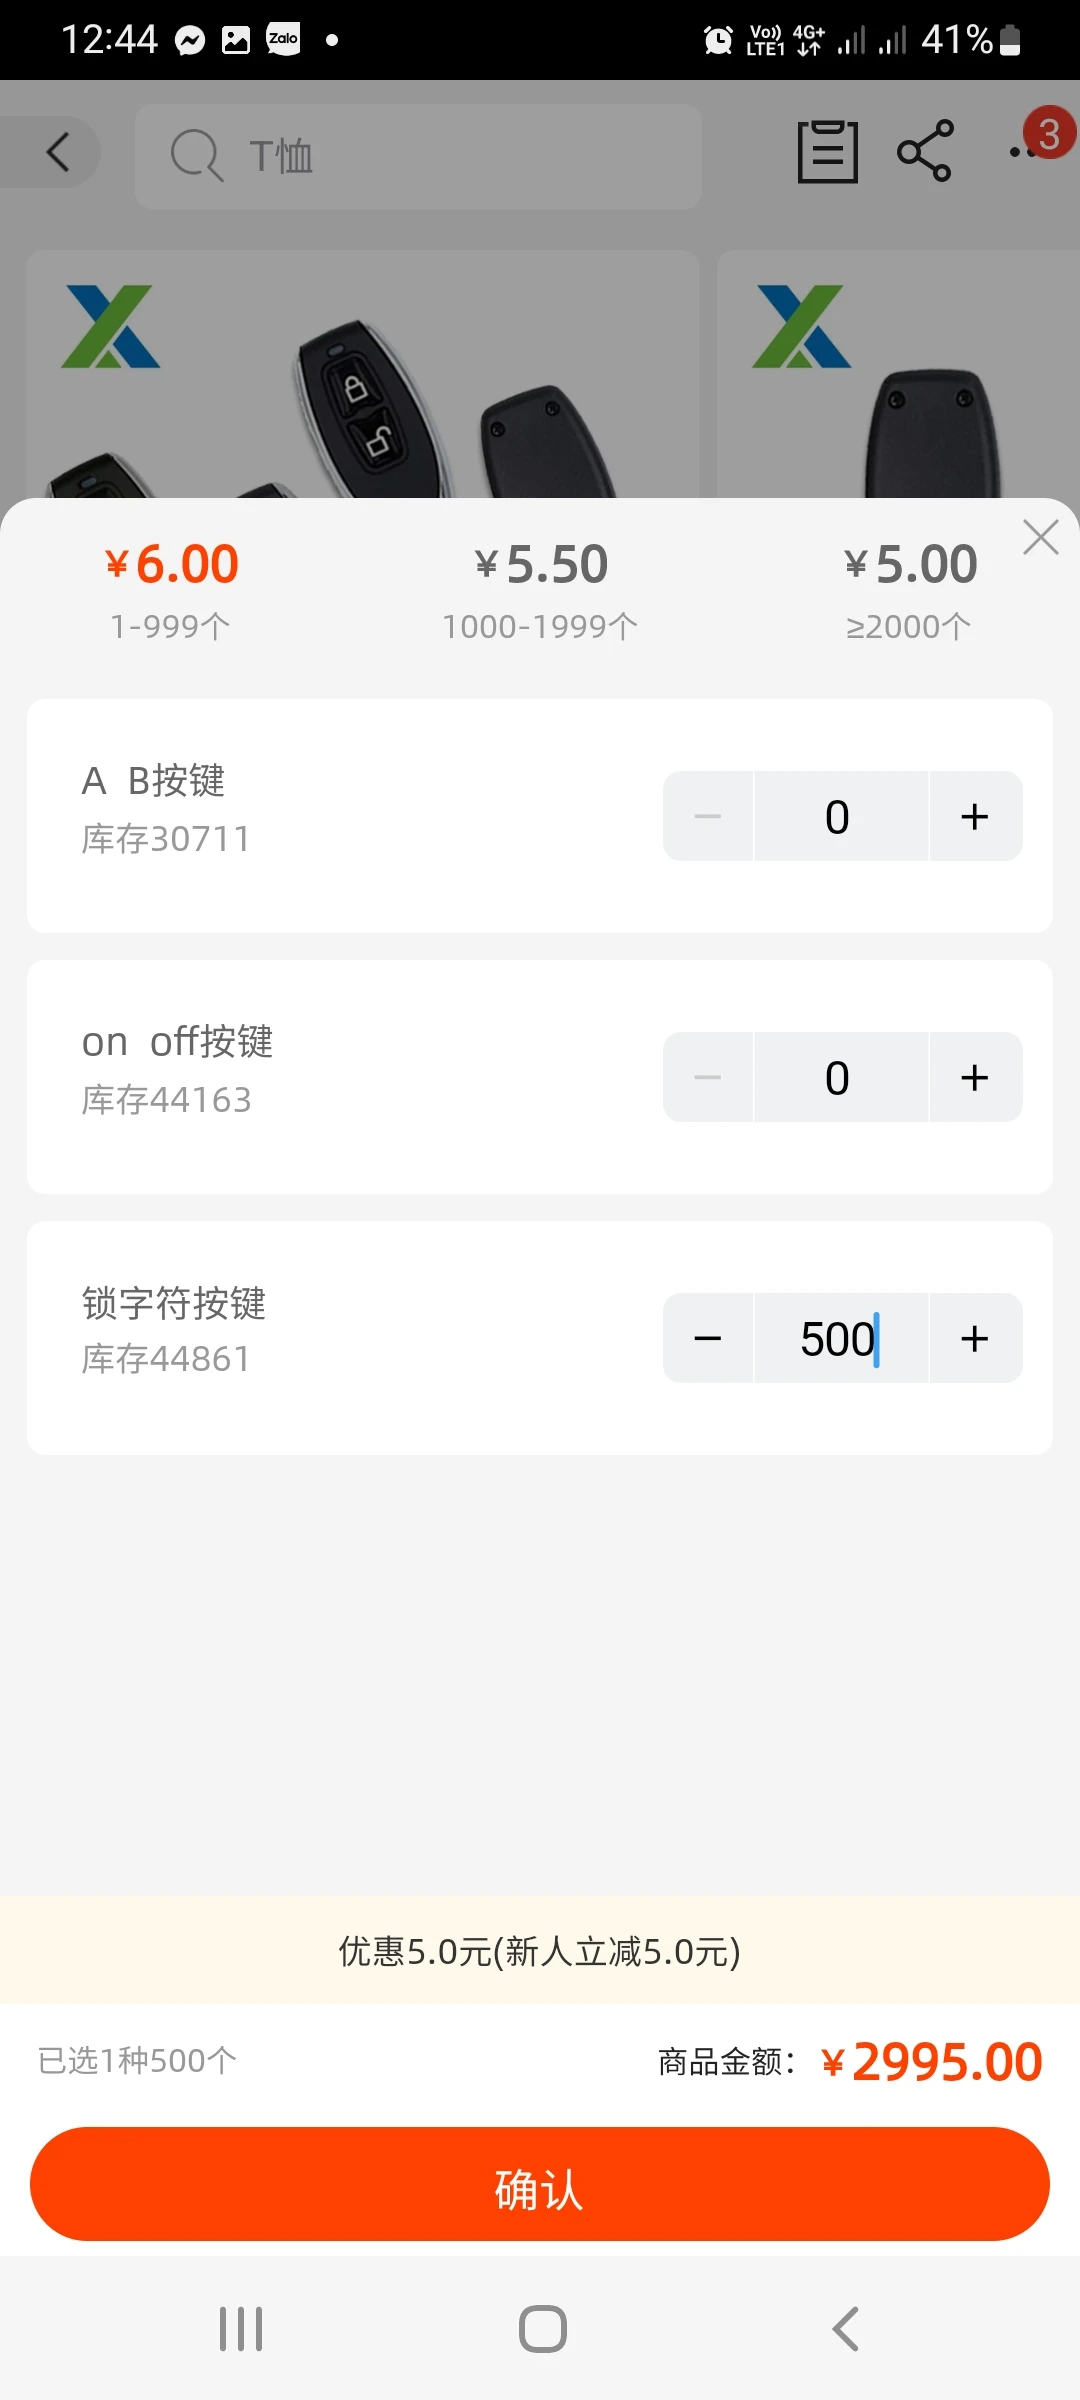 12:44
Zalo
Vo)) LTE1 4G+ 41%
T恤
3
¥6.00 ¥5.50 ¥5.00
1-999个 1000-1999个 ≥2000个
A B按键
库存30711
0
on off按键
库存44163
0
锁字符按键
库存44861
500
优惠5.0元(新人立减5.0元)
已选1种500个 商品金额：¥2995.00
确认